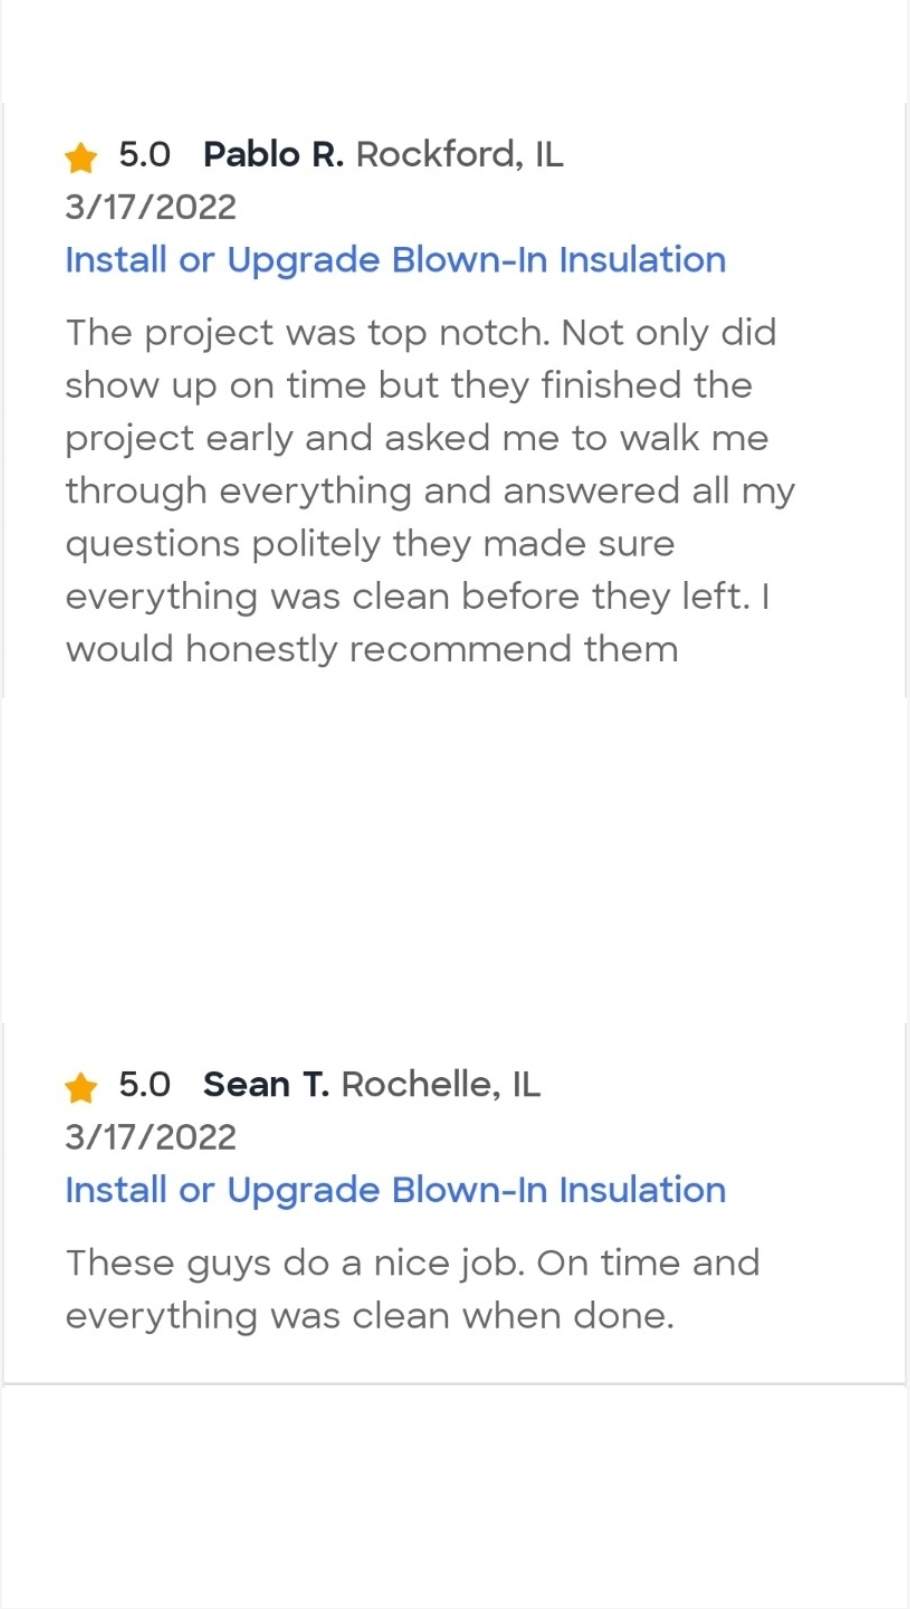 5.0 Pablo R. Rockford, IL
3/17/2022
Install or Upgrade Blown-In Insulation
The project was top notch. Not only did
show up on time but they finished the
project early and asked me to walk me
through everything and answered all my
questions politely they made sure
everything was clean before they left. I
would honestly recommend them
5.0 Sean T. Rochelle, IL
3/17/2022
Install or Upgrade Blown-In Insulation
These guys do a nice job. On time and
everything was clean when done.